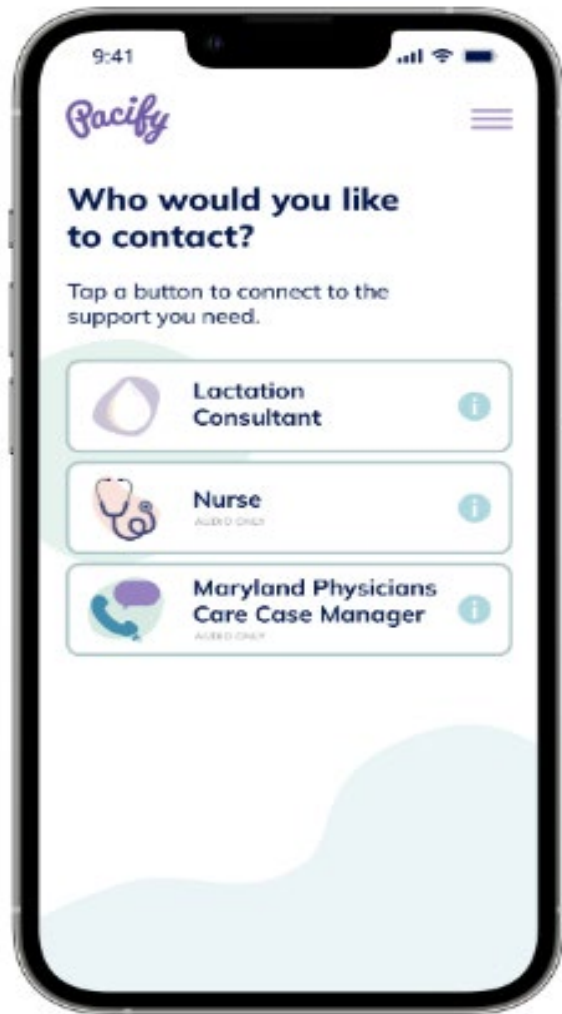 9:41
Pacify
Who would you like
to contact?
Tap a button to connect to the
support you need.
Lactation
Consultant
i
Nurse
AUDIO ONLY
i
Maryland Physicians
Care Case Manager
AUDIO ONLY
i